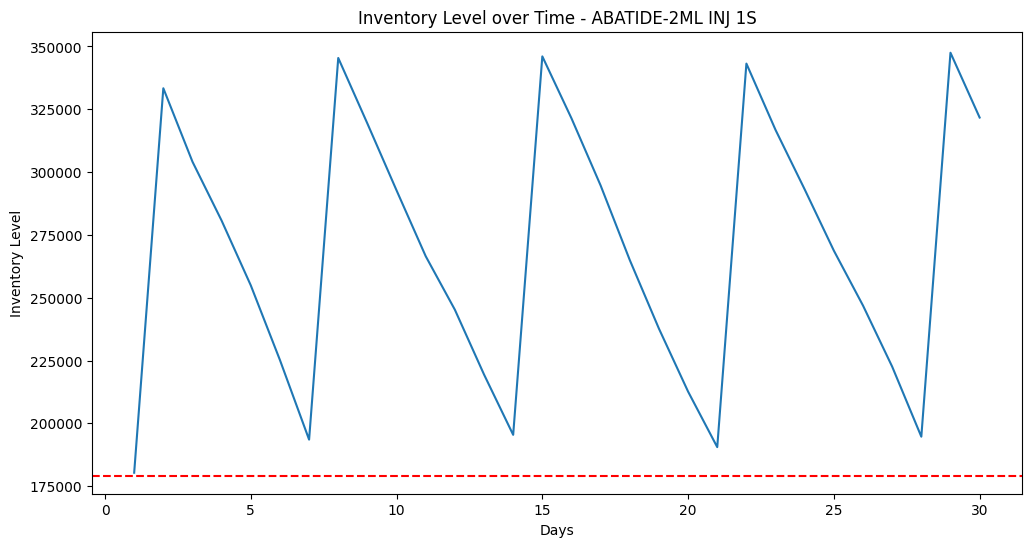 Inventory Level over Time - ABATIDE-2ML INJ 1S
350000
325000
300000
275000
250000
225000
200000
175000
Inventory Level
0 5 10 15 20 25 30
Days